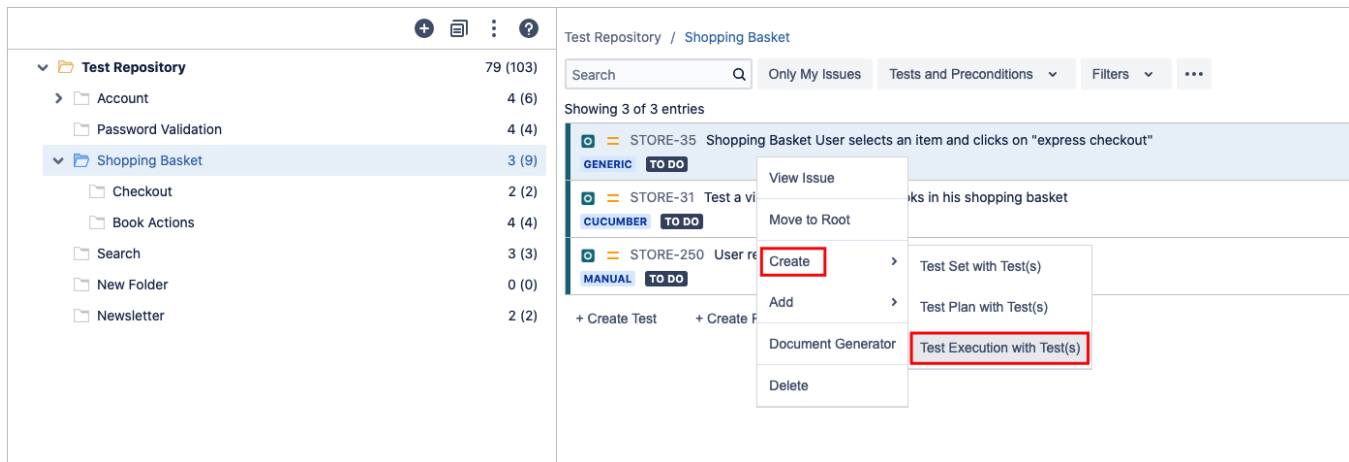 Test Repository 79 (103)
Account 4 (6)
Password Validation 4 (4)
Shopping Basket 3 (9)
Checkout 2 (2)
Book Actions 4 (4)
Search 3 (3)
New Folder 0 (0)
Newsletter 2 (2)
Test Repository / Shopping Basket
Search Only My Issues Tests and Preconditions Filters
Showing 3 of 3 entries
STORE-35 Shopping Basket User selects an item and clicks on "express checkout"
GENERIC TO DO
STORE-31 Test a in his shopping basket
CUCUMBER TO DO
STORE-250 User
MANUAL TO DO
+ Create Test + Create
View Issue
Move to Root
Create
Add
Document Generator
Delete
Test Set with Test(s)
Test Plan with Test(s)
Test Execution with Test(s)